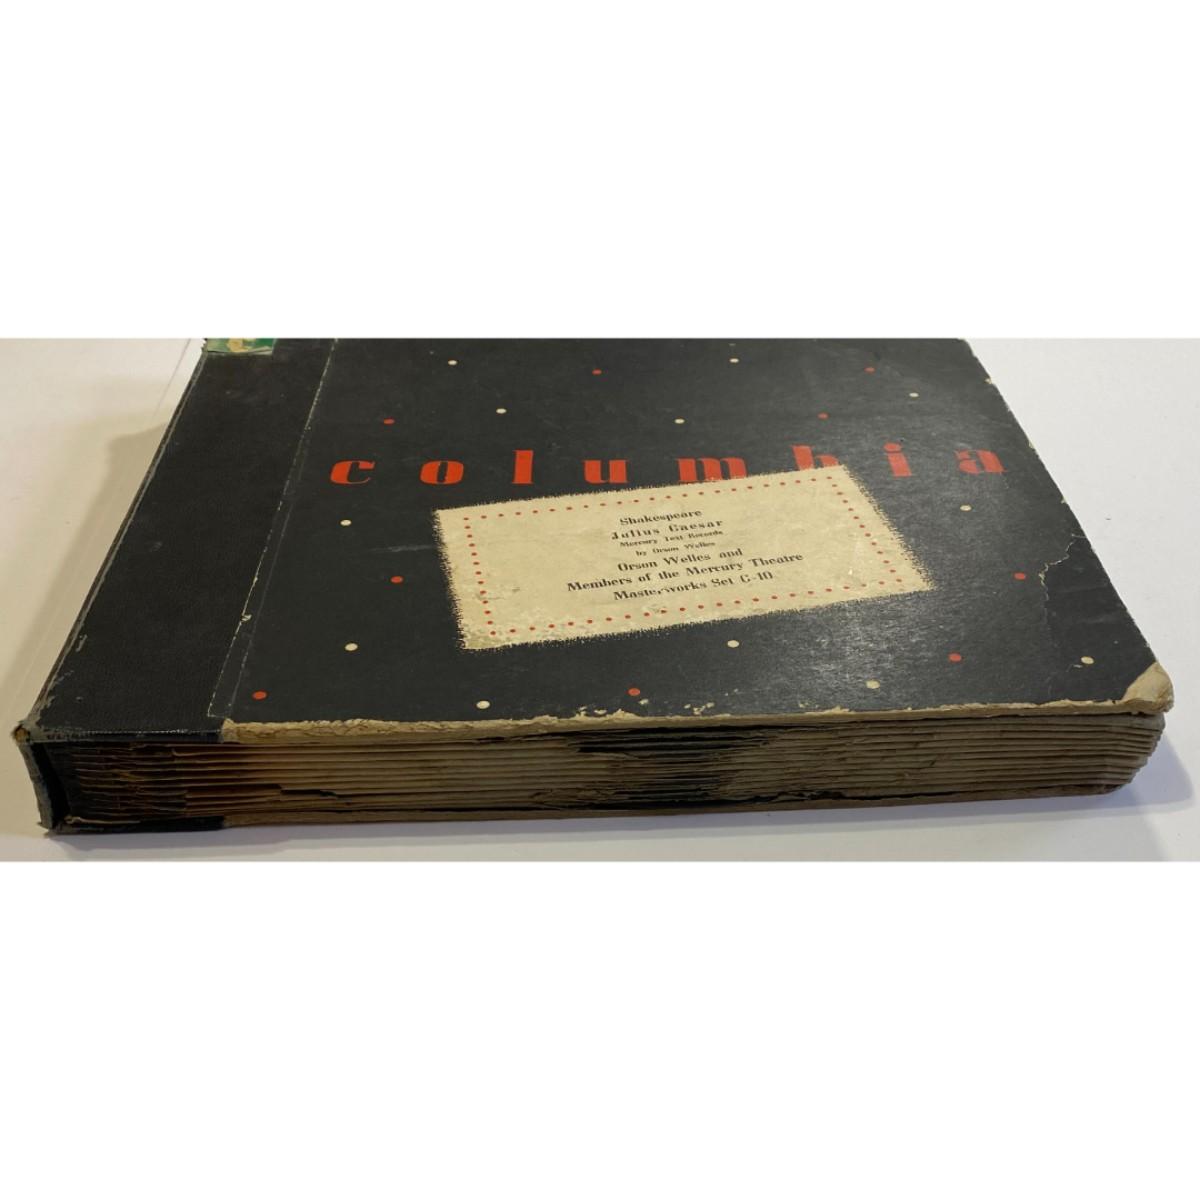 columbia
Shakespeare
Julius Caesar
Mercury Text Records
by Orson Welles
Orson Welles and
Members of the Mercury Theatre
Masterworks Set C-10